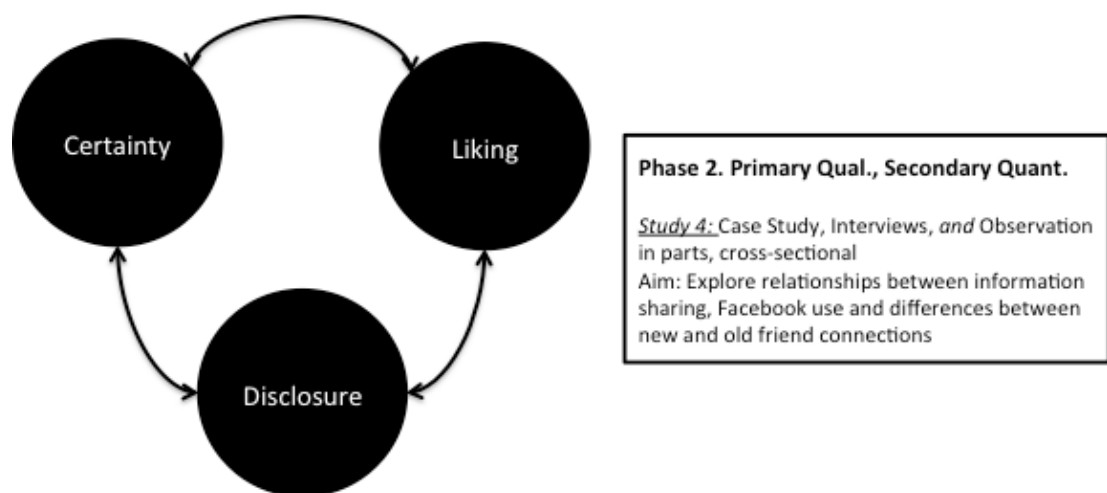 Certainty
Liking
Disclosure
Phase 2. Primary Qual., Secondary Quant.
Study 4: Case Study, Interviews, and Observation
in parts, cross-sectional
Aim: Explore relationships between information
sharing, Facebook use and differences between
new and old friend connections